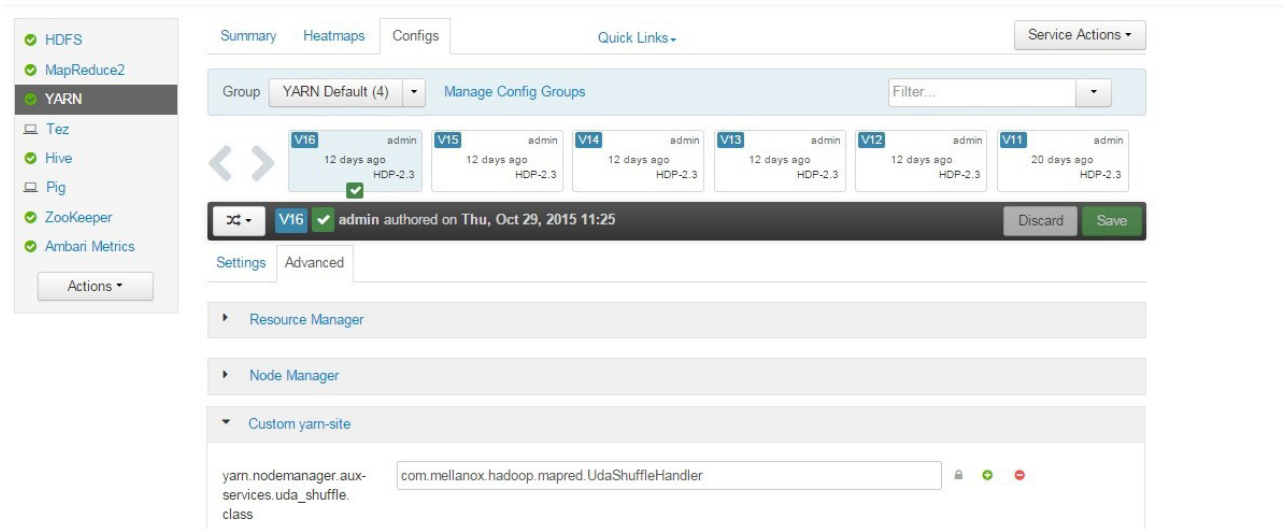 HDFS
MapReduce2
YARN
Tez
Hive
Pig
ZooKeeper
Ambari Metrics
Actions
Summary Heatmaps Configs Quick Links Service Actions
Group YARN Default (4) Manage Config Groups Filter...
V16 admin V15 admin V14 admin V13 admin V12 admin V11 admin
12 days ago 12 days ago 12 days ago 12 days ago 12 days ago 20 days ago
HDP-2.3 HDP-2.3 HDP-2.3 HDP-2.3 HDP-2.3 HDP-2.3
V16 admin authored on Thu, Oct 29, 2015 11:25 Discard Save
Settings Advanced
Resource Manager
Node Manager
Custom yarn-site
yarn.nodemanager.aux- com.mellanox.hadoop.mapred.UdaShuffleHandler
services.uda_shuffle.
class